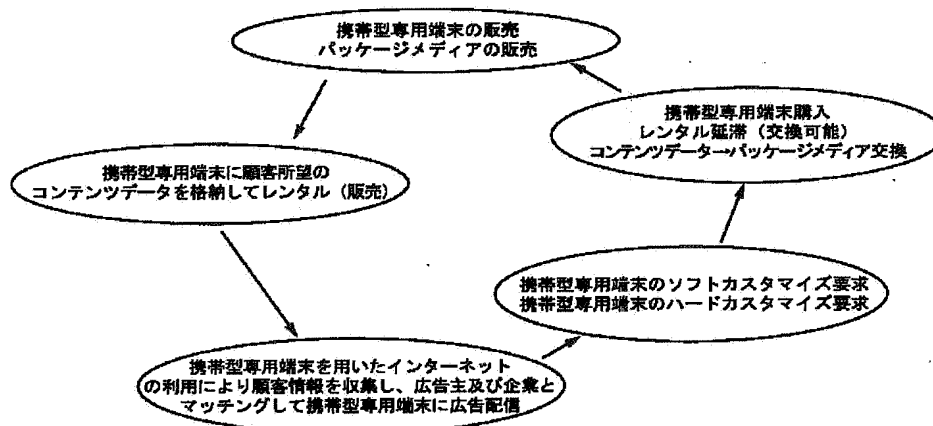 携帯型専用端末の販売
パッケージメディアの販売
携帯型専用端末購入
レンタル延滞（交換可能）
コンテンツデータ→パッケージメディア交換
携帯型専用端末に顧客所望の
コンテンツデータを格納してレンタル（販売）
携帯型専用端末のソフトカスタマイズ要求
携帯型専用端末のハードカスタマイズ要求
携帯型専用端末を用いたインターネット
の利用により顧客情報を収集し、広告主及び企業と
マッチングして携帯型専用端末に広告配信